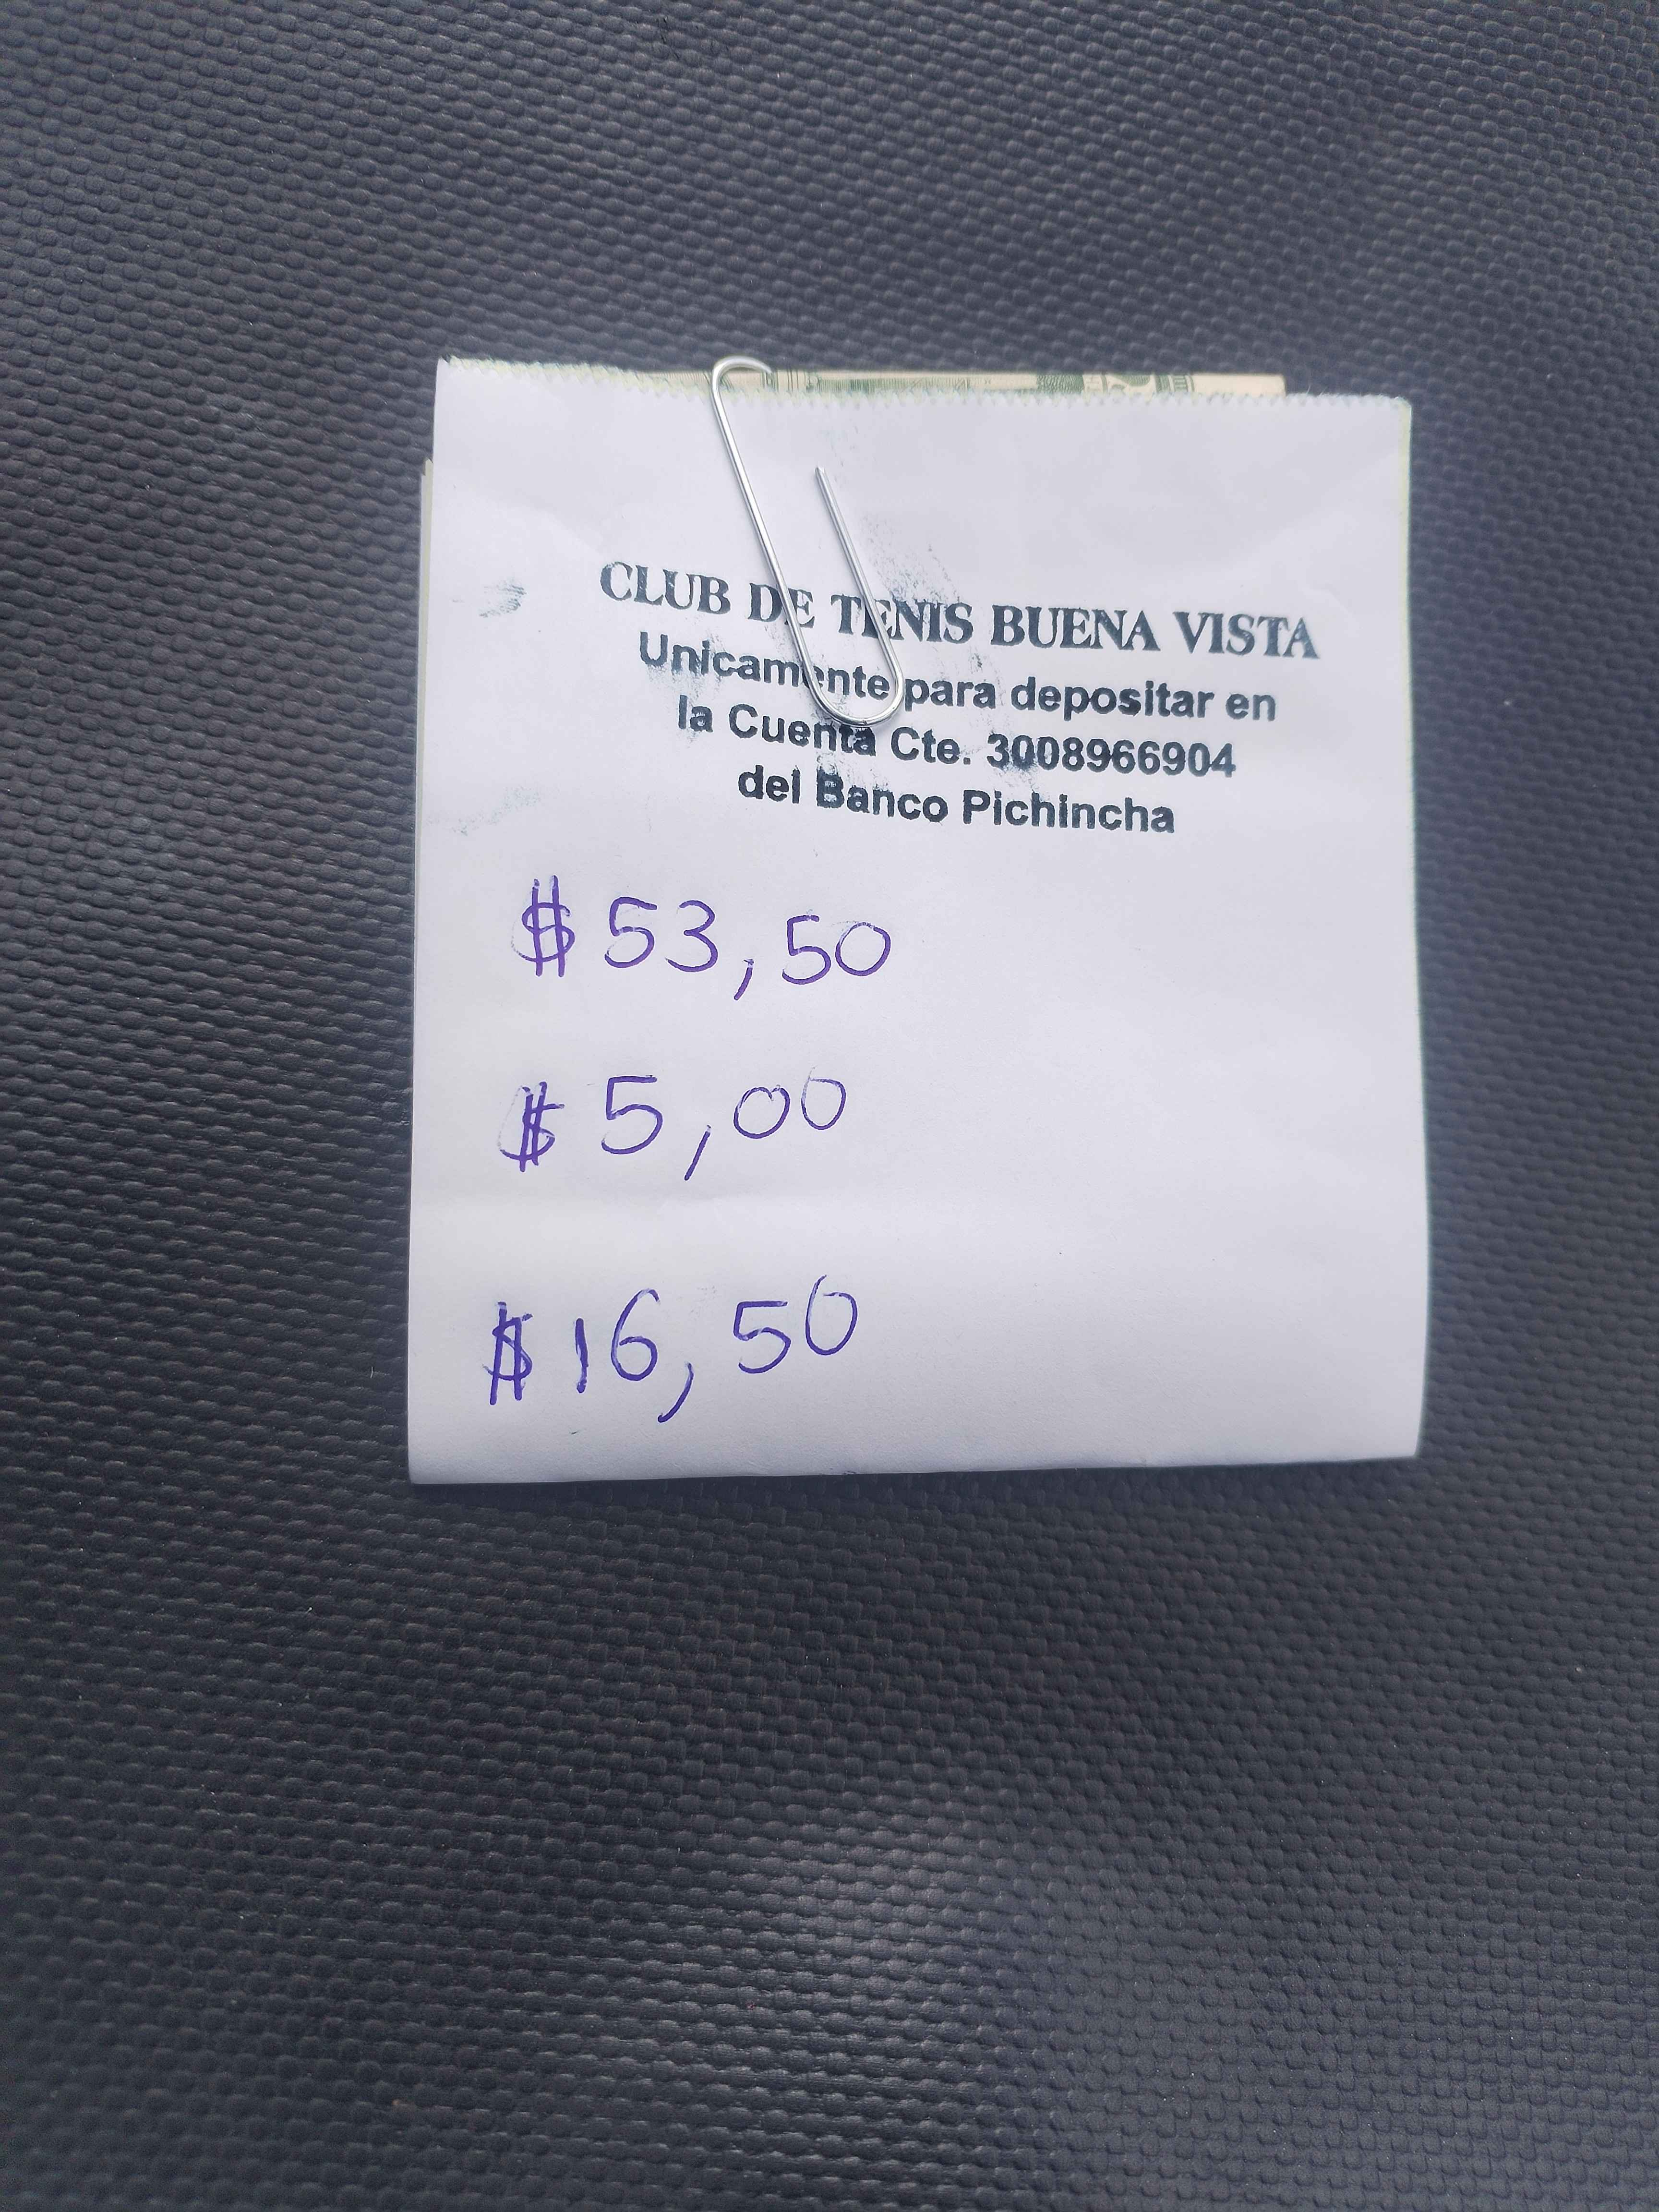 CLUB DE TENIS BUENA VISTA
Unicamente para depositar en
la Cuenta Cte. 3008966904
del Banco Pichincha
$ 53,50
$ 5,00
$ 16,50